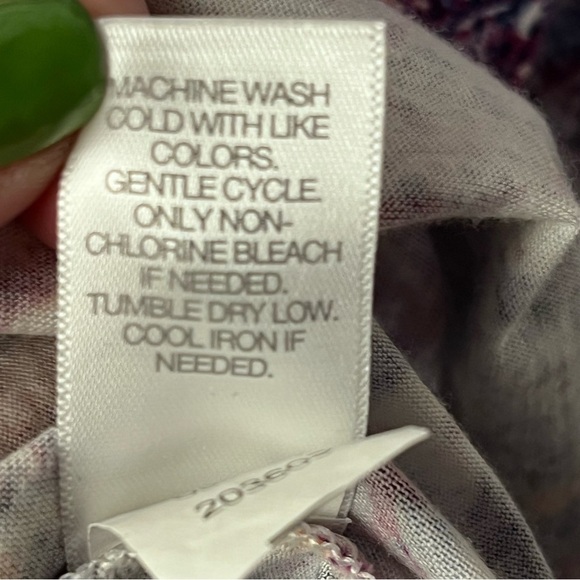 MACHINE WASH
COLD WITH LIKE
COLORS.
GENTLE CYCLE.
ONLY NON-
CHLORINE BLEACH
IF NEEDED.
TUMBLE DRY LOW.
COOL IRON IF
NEEDED.